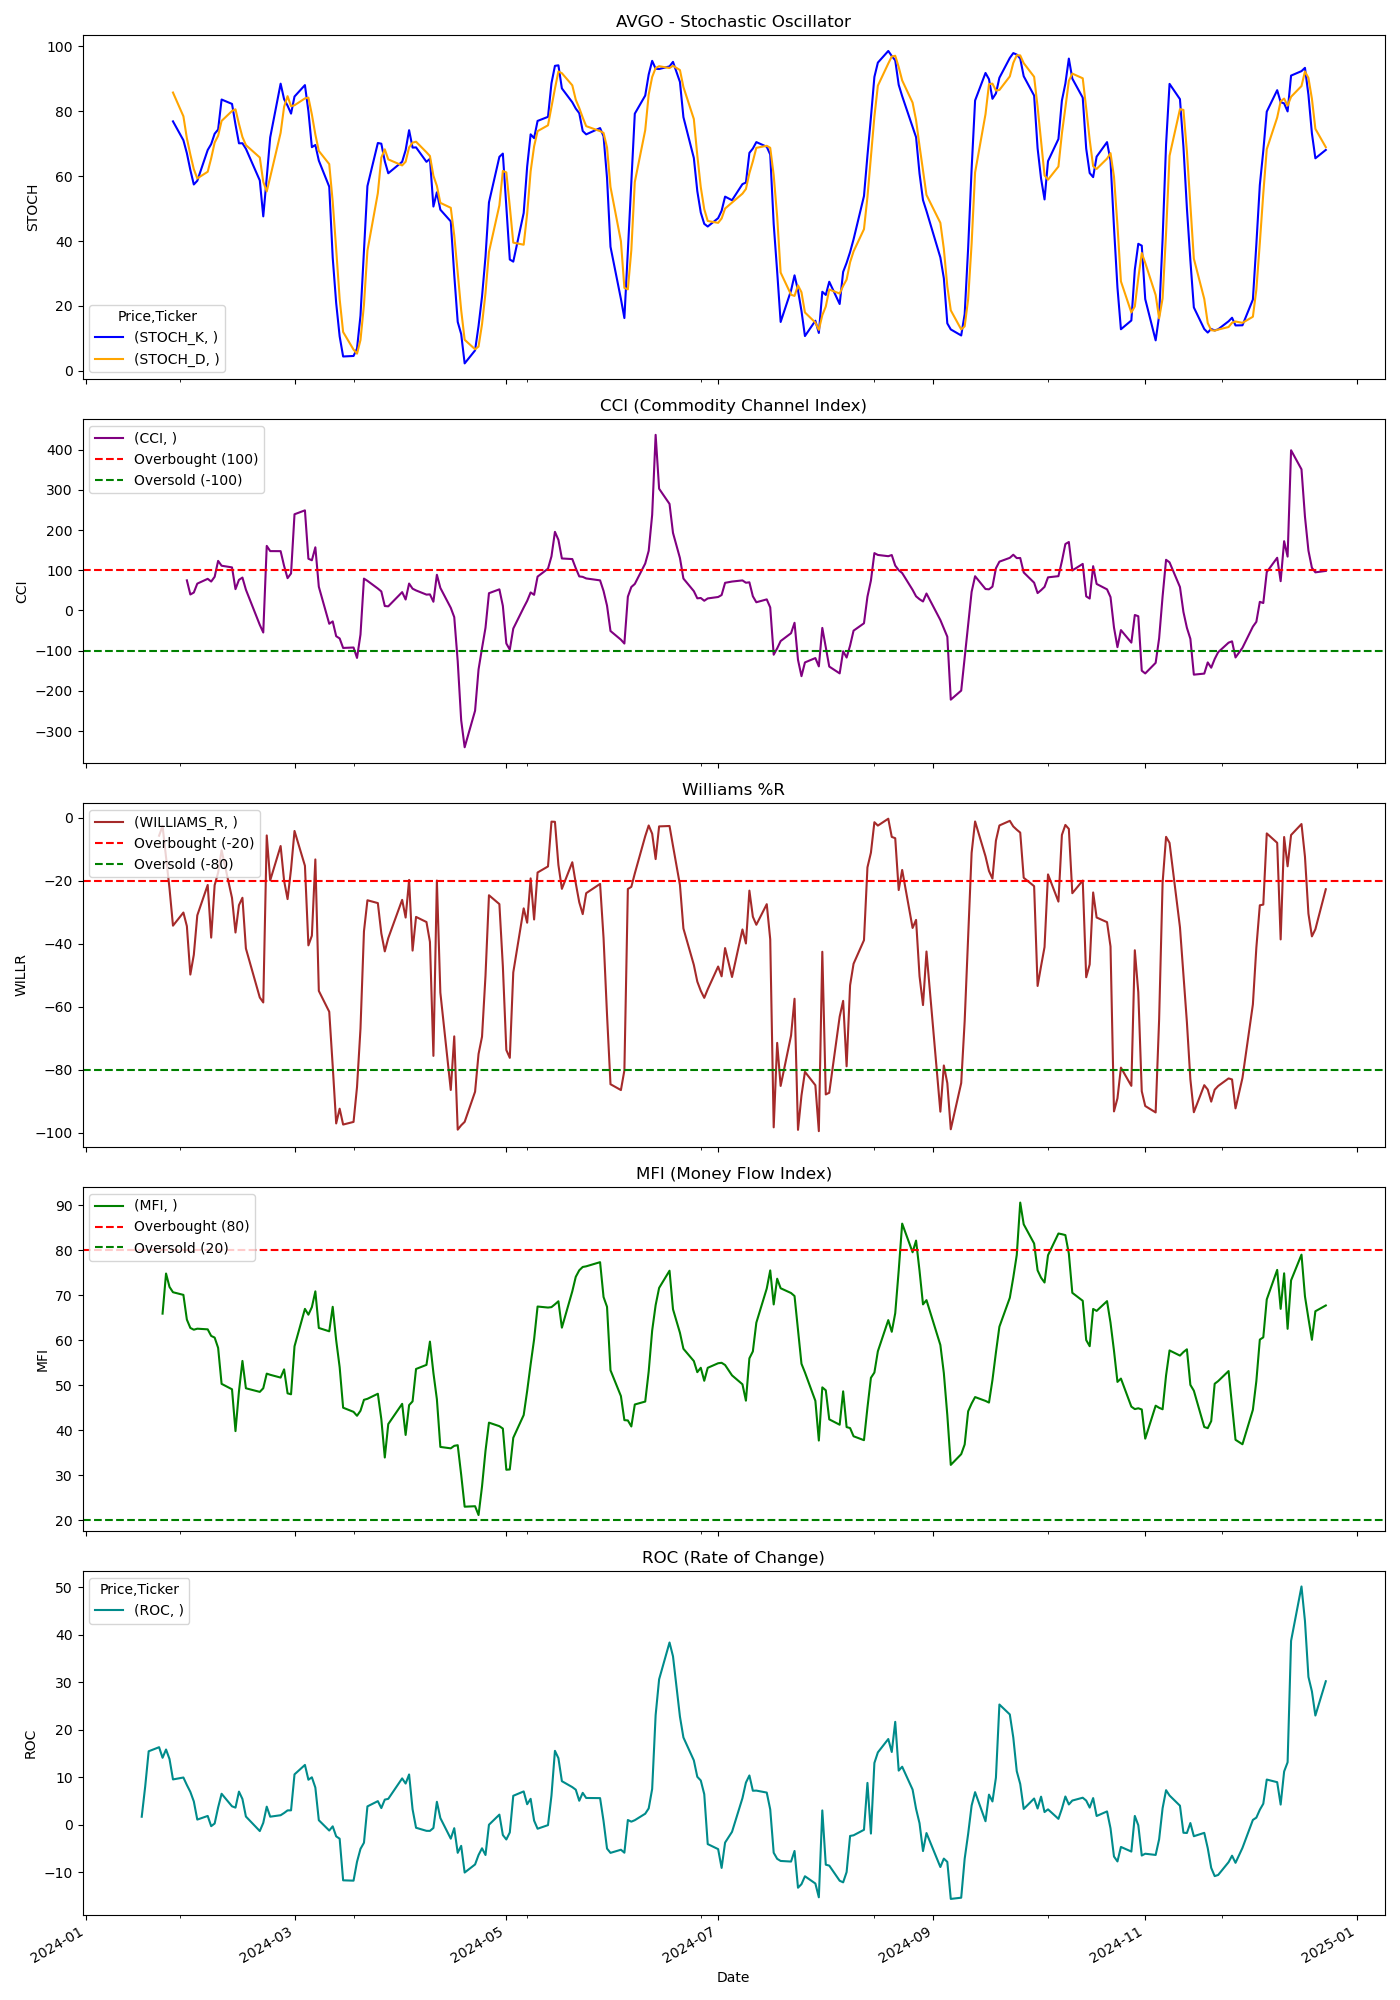 AVGO - Stochastic Oscillator
100
80
60
40
20
0
STOCH
Price,Ticker
(STOCH_K, )
(STOCH_D, )
CCI (Commodity Channel Index)
400
300
200
100
0
−100
−200
−300
CCI
(CCI, )
Overbought (100)
Oversold (-100)
Williams %R
0
−20
−40
−60
−80
−100
WILLR
(WILLIAMS_R, )
Overbought (-20)
Oversold (-80)
MFI (Money Flow Index)
90
80
70
60
50
40
30
20
MFI
(MFI, )
Overbought (80)
Oversold (20)
ROC (Rate of Change)
50
40
30
20
10
0
−10
ROC
Price,Ticker
(ROC, )
2024-01
2024-03
2024-05
2024-07
2024-09
2024-11
2025-01
Date